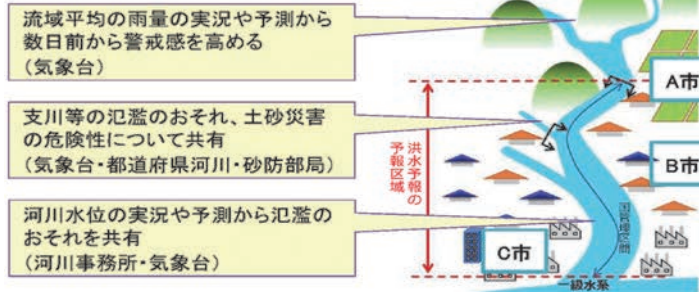 流域平均の雨量の実況や予測から
数日前から警戒感を高める
(気象台)
支川等の氾濫のおそれ、土砂災害
の危険性について共有
(気象台・都道府県河川・砂防部局)
河川水位の実況や予測から氾濫の
おそれを共有
(河川事務所・気象台)
洪水予報の
予報区域
A市
B市
国管理区間
C市
一級水系